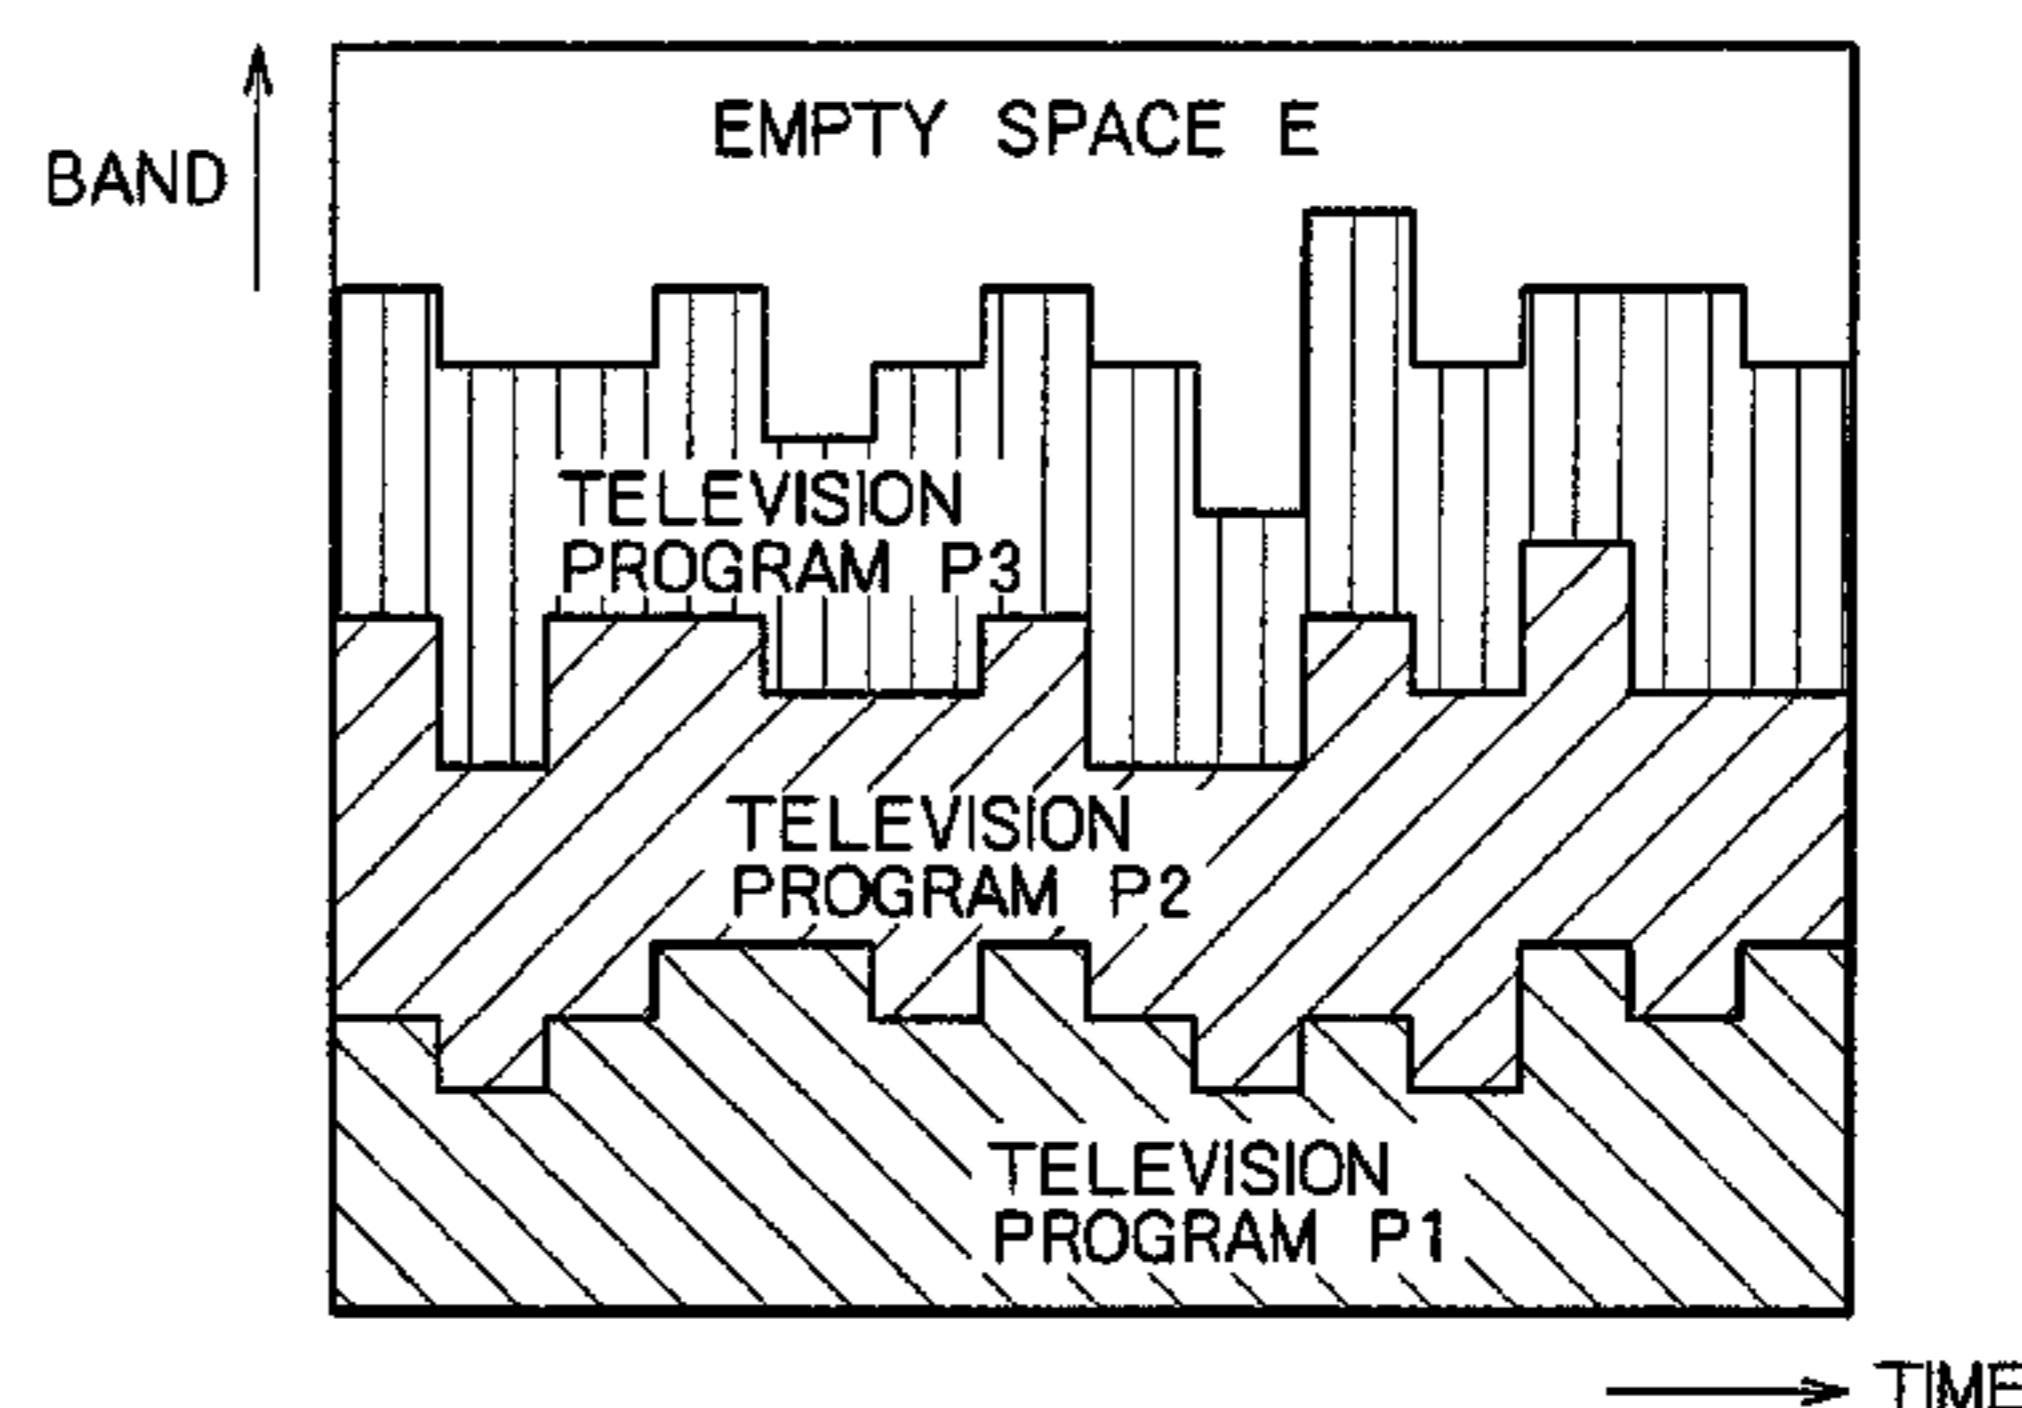 EMPTY SPACE E
BAND
TELEVISION
PROGRAM P3
TELEVISION
PROGRAM P2
TELEVISION
PROGRAM P1
TIME